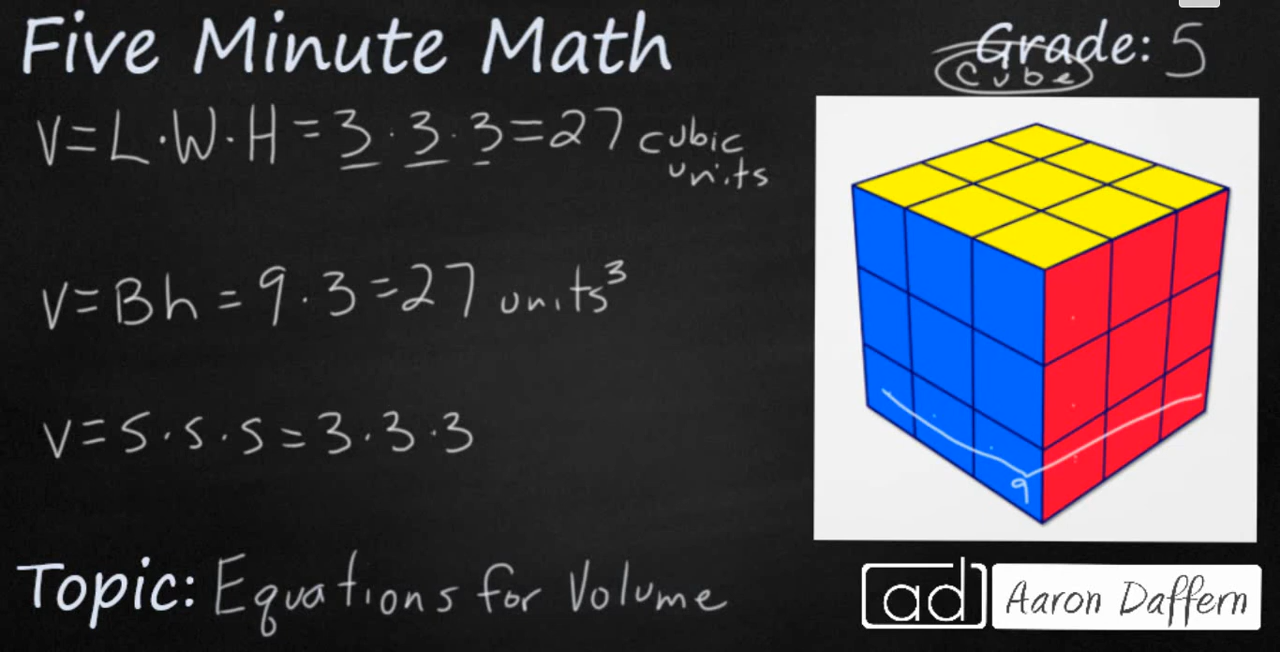 Five Minute Math
Grade: 5
Cube
V=L·W·H=3·3·3=27 cubic
units
V=Bh=9·3=27 units³
V=s·s·s=3·3·3
9
Topic: Equations for Volume
ad Aaron Daffern